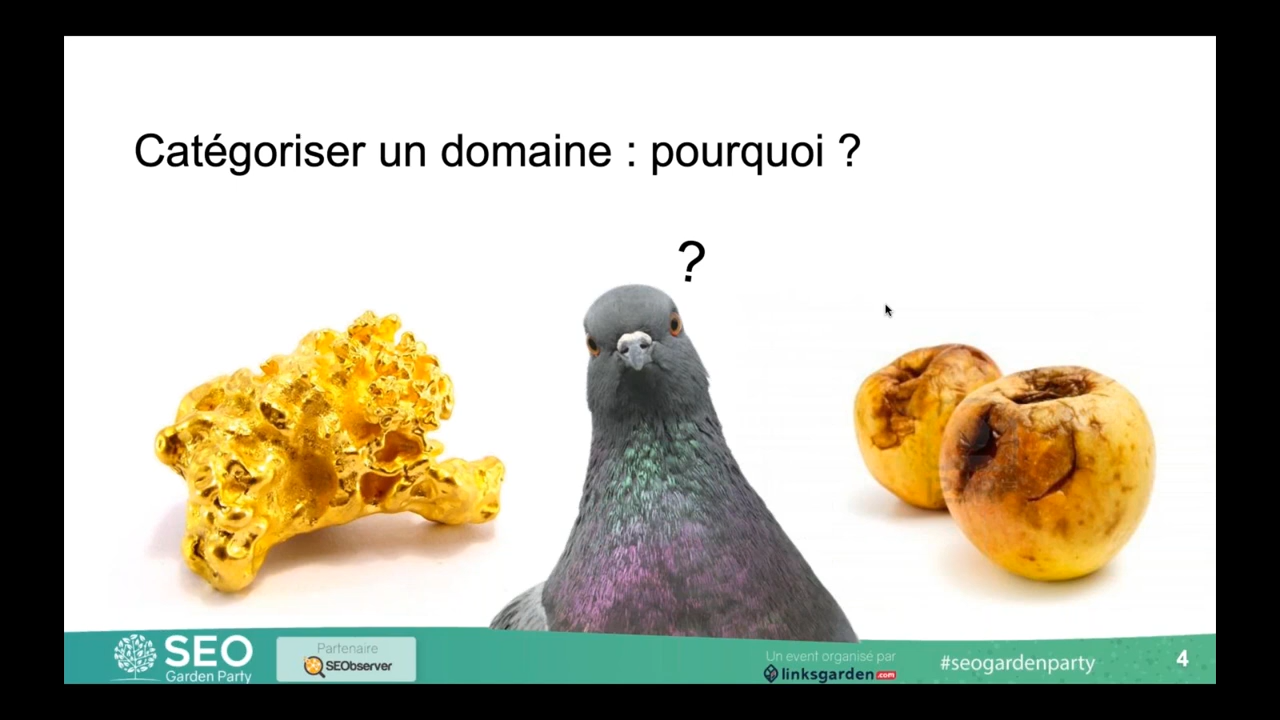 Catégoriser un domaine : pourquoi ?
?
SEO
Garden Party
Partenaire
SEObserver
Un event organisé par
linksgarden.com
#seogardenparty
4